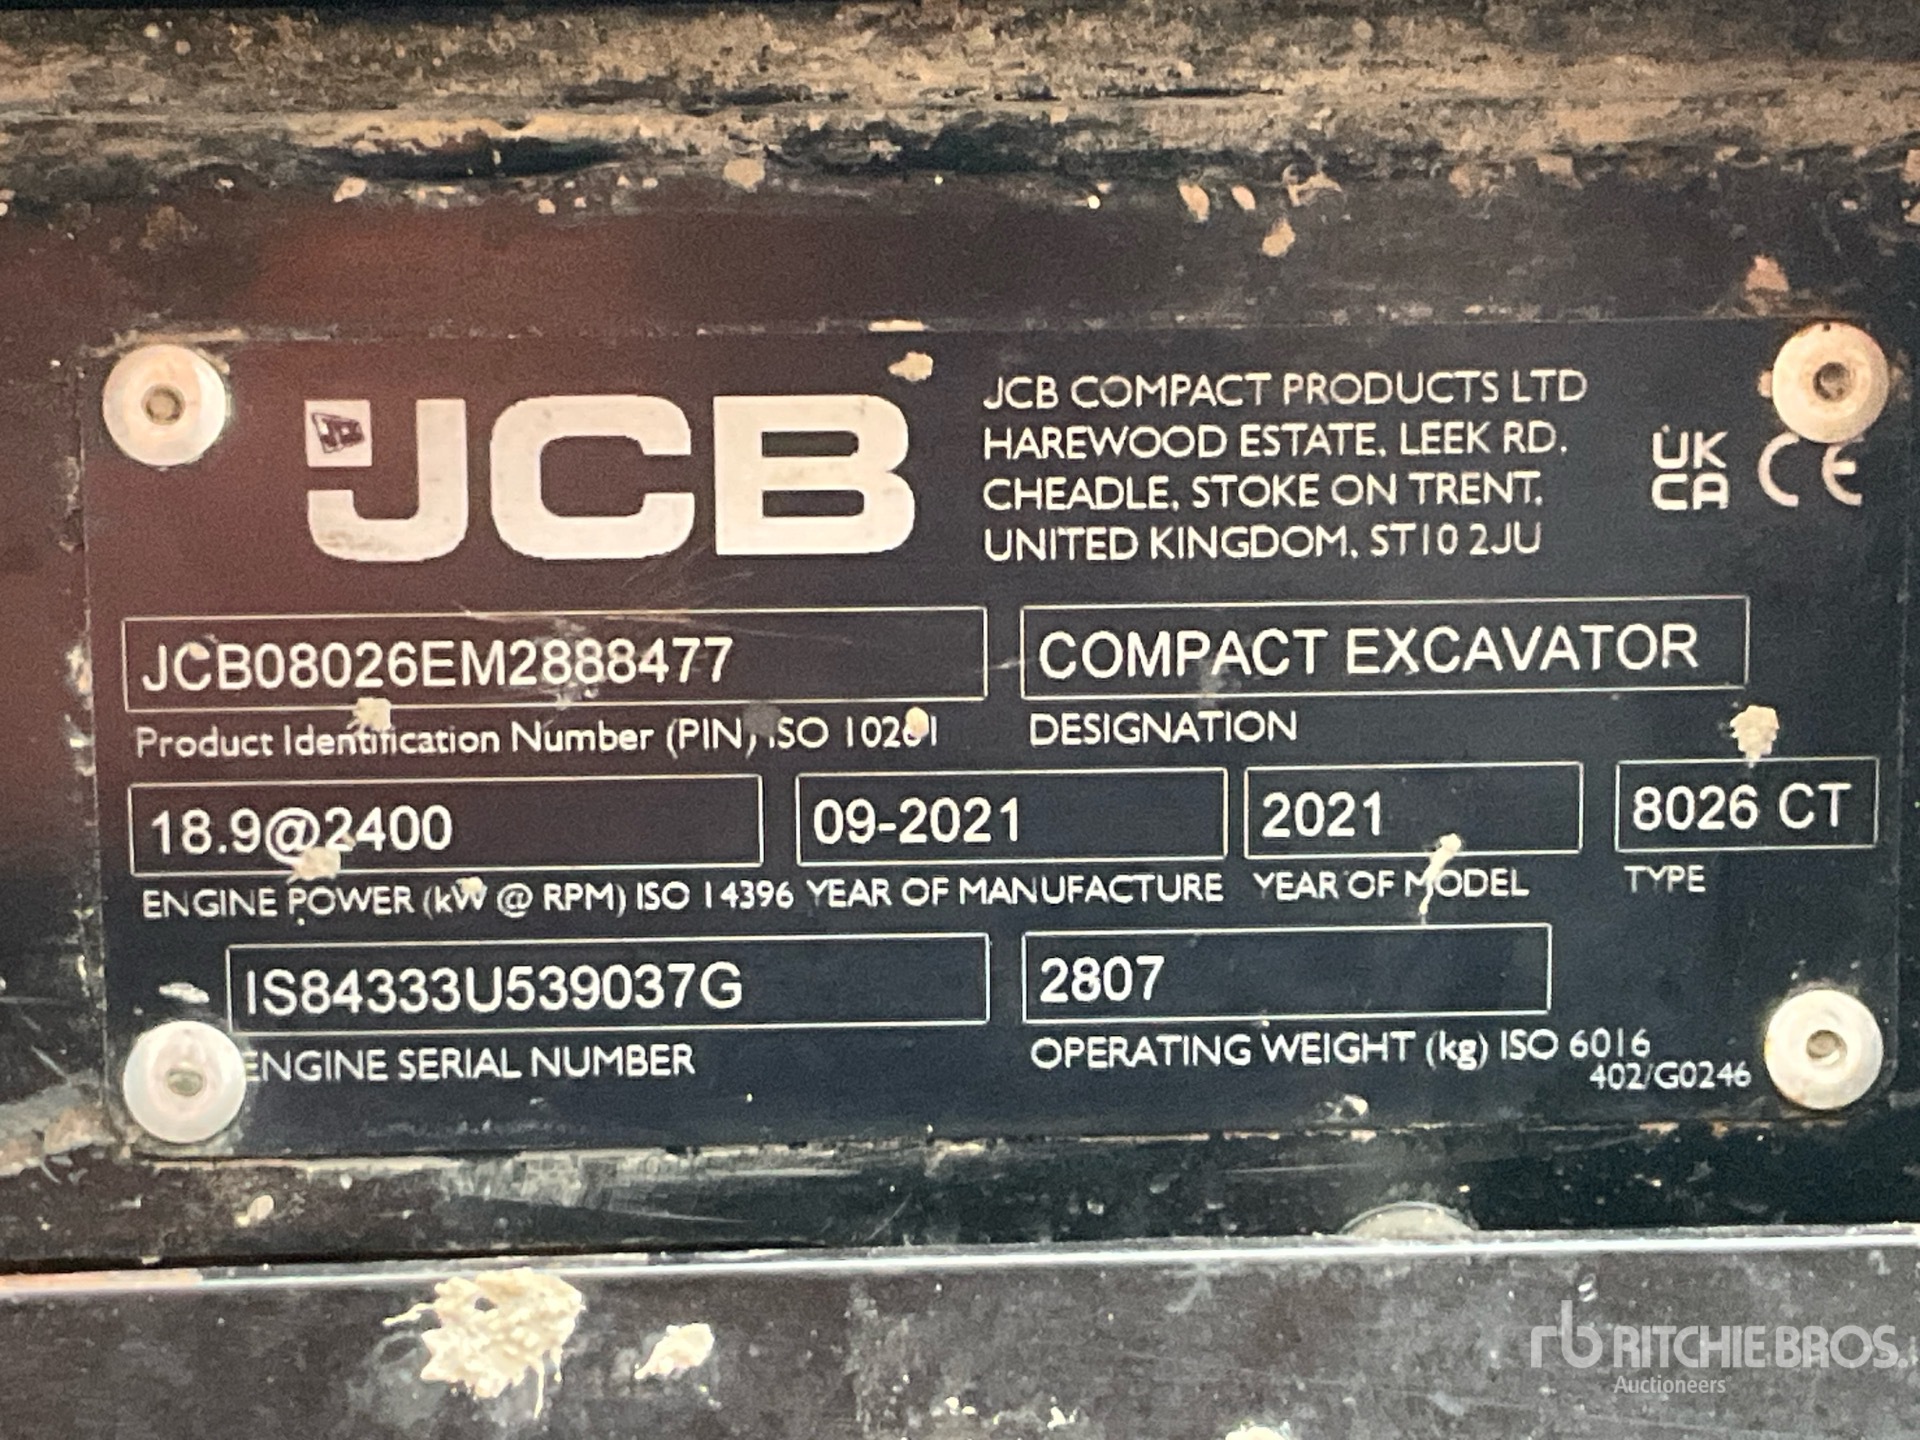 JCB
JCB COMPACT PRODUCTS LTD
HAREWOOD ESTATE, LEEK RD,
CHEADLE, STOKE ON TRENT,
UNITED KINGDOM, ST10 2JU
UK
CA
CE
JCB08026EM2888477
COMPACT EXCAVATOR
Product Identification Number (PIN) ISO 10261
DESIGNATION
18.9@2400
09-2021
2021
8026 CT
ENGINE POWER (kW @ RPM) ISO 14396
YEAR OF MANUFACTURE
YEAR OF MODEL
TYPE
IS84333U539037G
2807
ENGINE SERIAL NUMBER
OPERATING WEIGHT (kg) ISO 6016
402/G0246
rb RITCHIE BROS.
Auctioneers